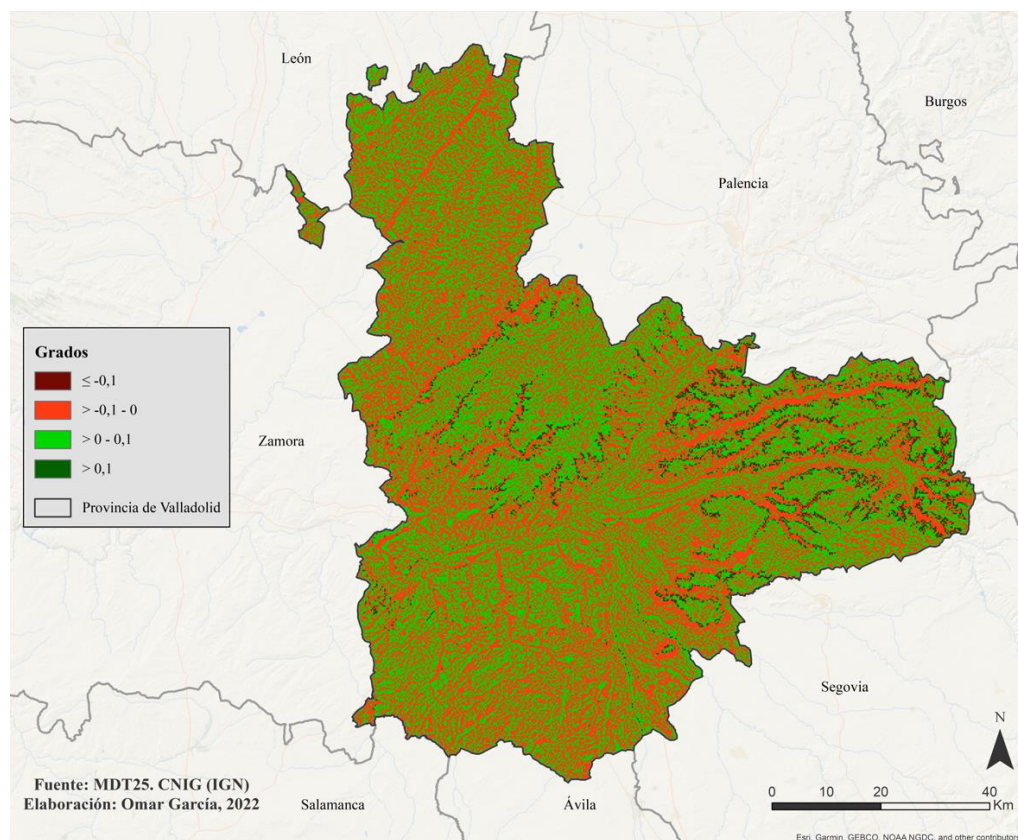 León
Burgos
Palencia
Grados
≤ -0,1
> -0,1 - 0
> 0 - 0,1
> 0,1
Provincia de Valladolid
Zamora
Segovia
N
Fuente: MDT25. CNIG (IGN)
Elaboración: Omar García, 2022
Salamanca
Ávila
0 10 20 40
Km
Esri, Garmin, GEBCO, NOAA NGDC, and other contributors